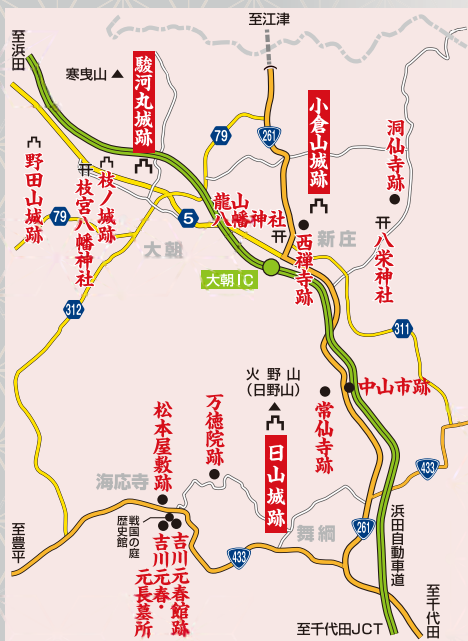 至江津
至浜田
寒曳山
駿河丸城跡
79
261
小倉山城跡
洞仙寺跡
野田山城跡
枝ノ城跡
枝宮八幡神社
79
5
龍山
八幡神社
大朝
新庄
西禅寺跡
八栄神社
大朝IC
312
311
火野山
(日野山)
中山市跡
常仙寺跡
日山城跡
万徳院跡
松本屋敷跡
海応寺
戦国の庭
歴史館
吉川元春館跡
吉川元春・
元長墓所
433
433
261
舞綱
浜田自動車道
至豊平
至千代田JCT
至千代田